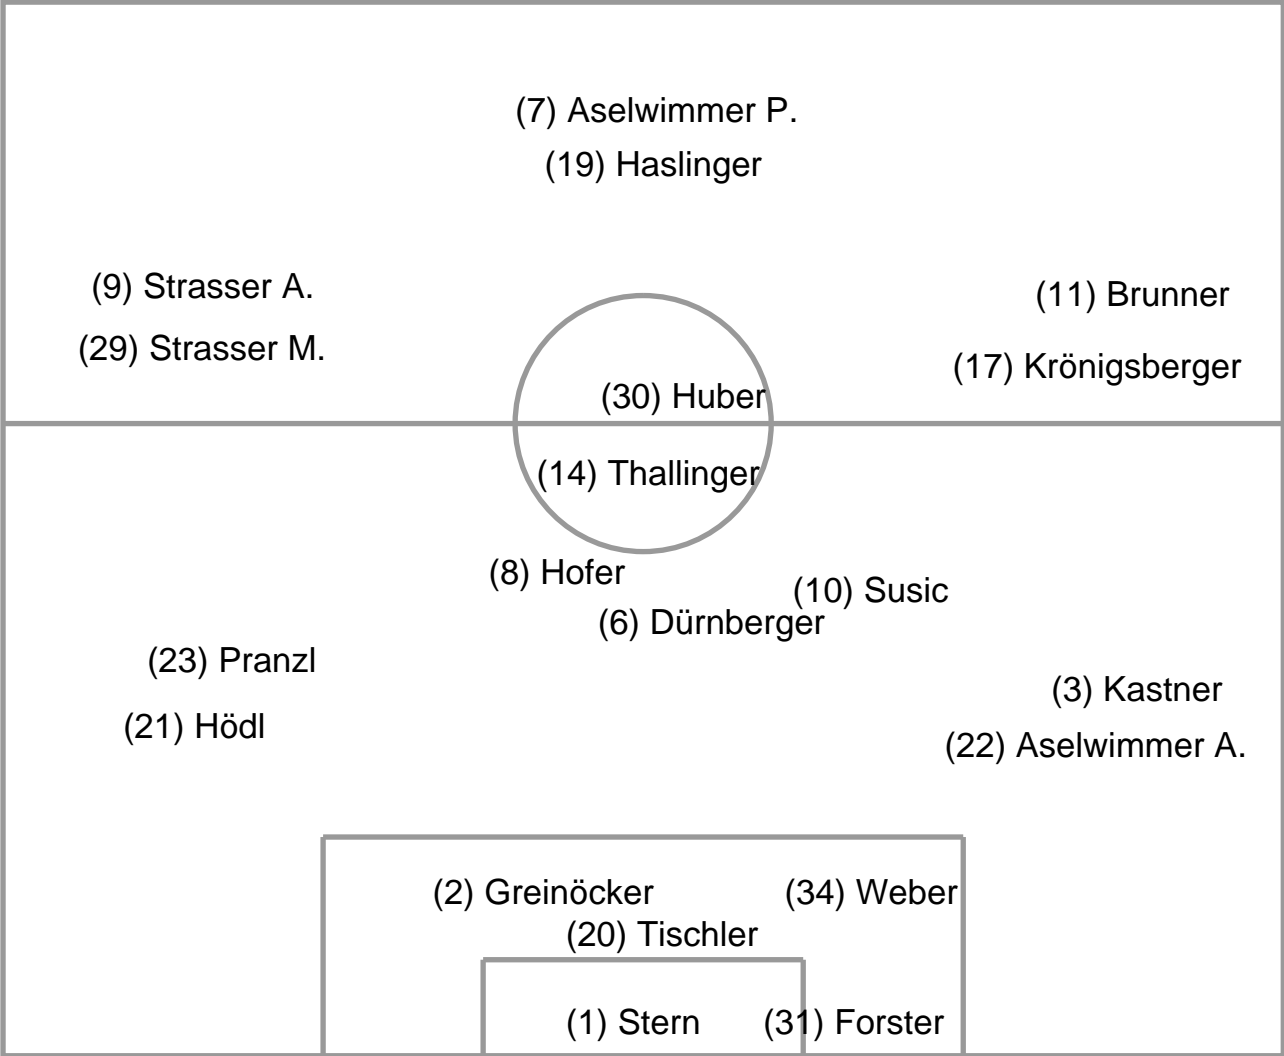 (7) Aselwimmer P.
(19) Haslinger
(9) Strasser A.
(11) Brunner
(29) Strasser M.
(17) Krönigsberger
(30) Huber
(14) Thallinger
(8) Hofer
(10) Susic
(6) Dürnberger
(23) Pranzl
(3) Kastner
(21) Hödl
(22) Aselwimmer A.
(2) Greinöcker
(34) Weber
(20) Tischler
(1) Stern
(31) Forster